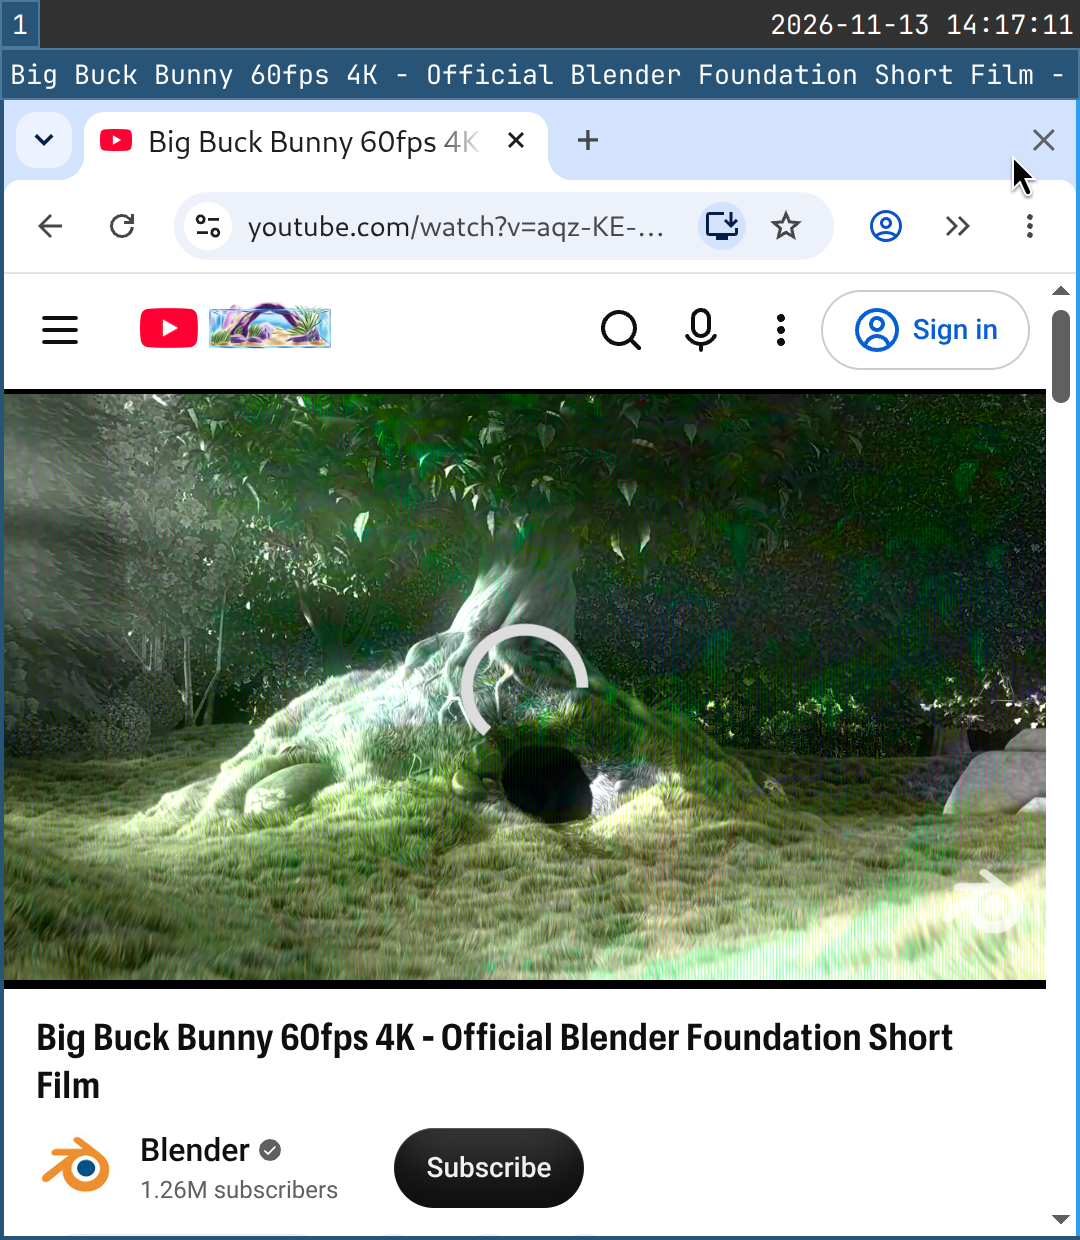 1
2026-11-13 14:17:11
Big Buck Bunny 60fps 4K - Official Blender Foundation Short Film -
Big Buck Bunny 60fps 4K
youtube.com/watch?v=aqz-KE-...
Sign in
Big Buck Bunny 60fps 4K - Official Blender Foundation Short
Film
Blender
1.26M subscribers
Subscribe